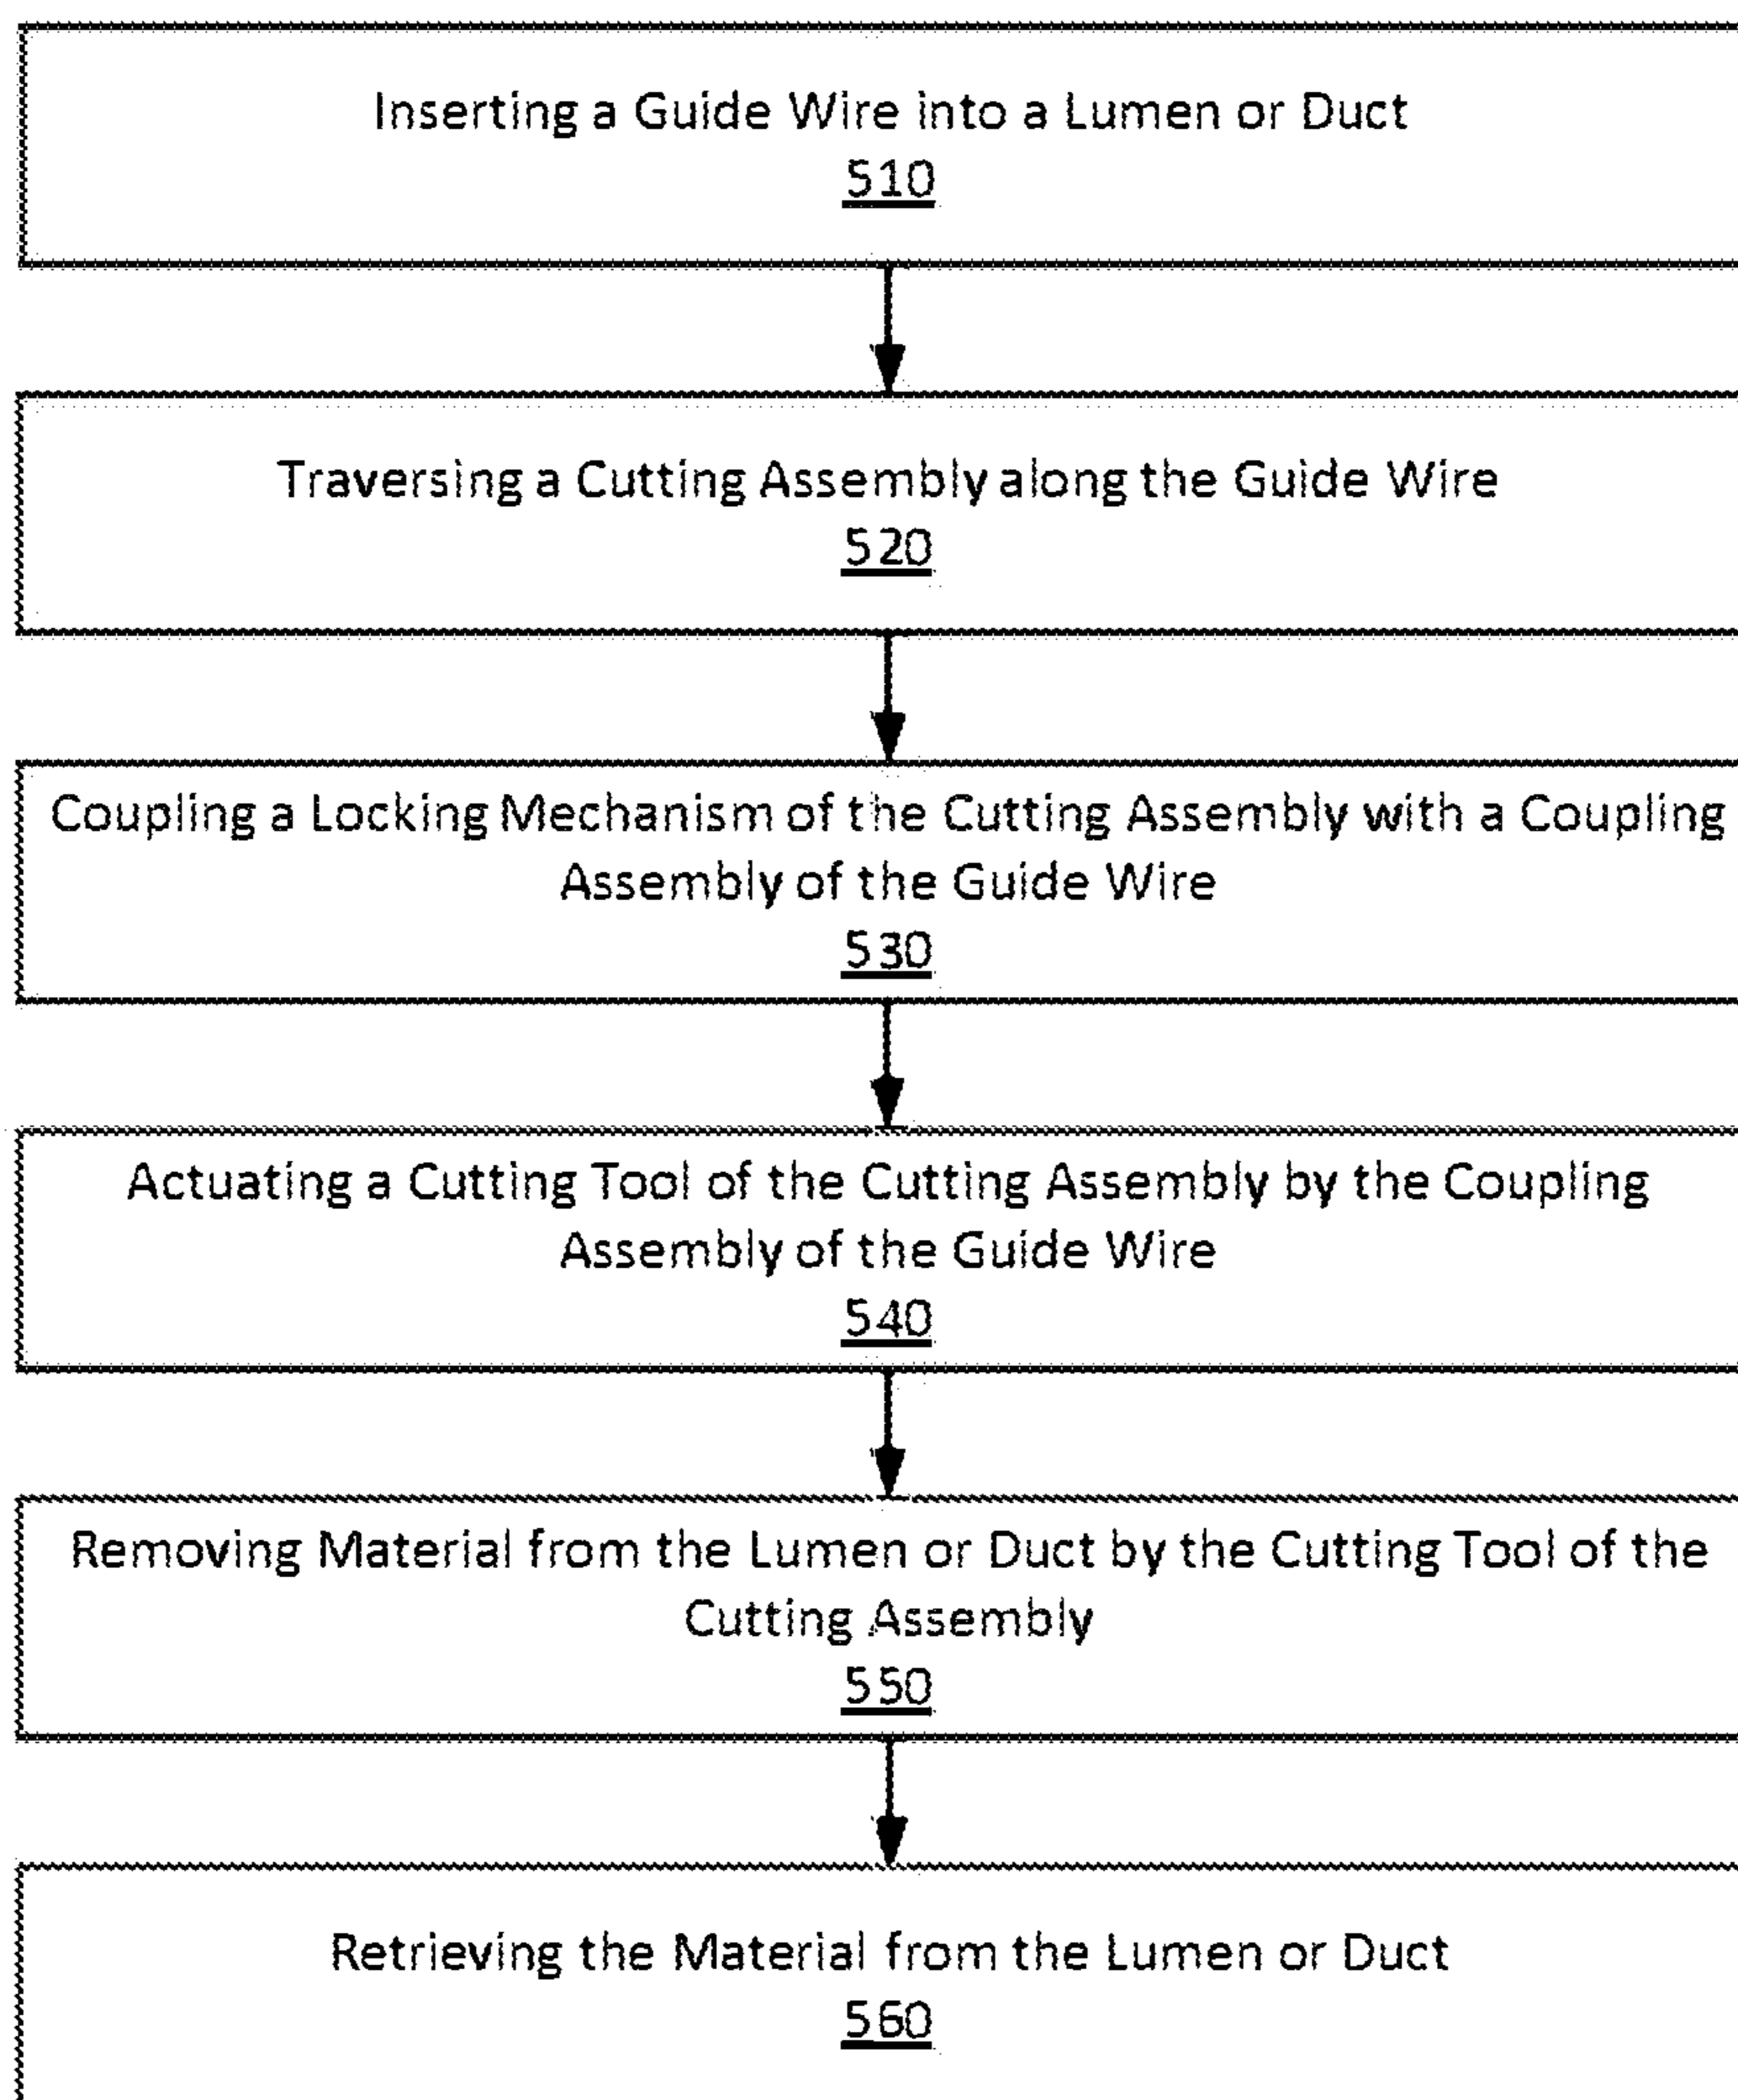 Inserting a Guide Wire into a Lumen or Duct
510
Traversing a Cutting Assembly along the Guide Wire
520
Coupling a Locking Mechanism of the Cutting Assembly with a Coupling
Assembly of the Guide Wire
530
Actuating a Cutting Tool of the Cutting Assembly by the Coupling
Assembly of the Guide Wire
540
Removing Material from the Lumen or Duct by the Cutting Tool of the
Cutting Assembly
550
Retrieving the Material from the Lumen or Duct
560